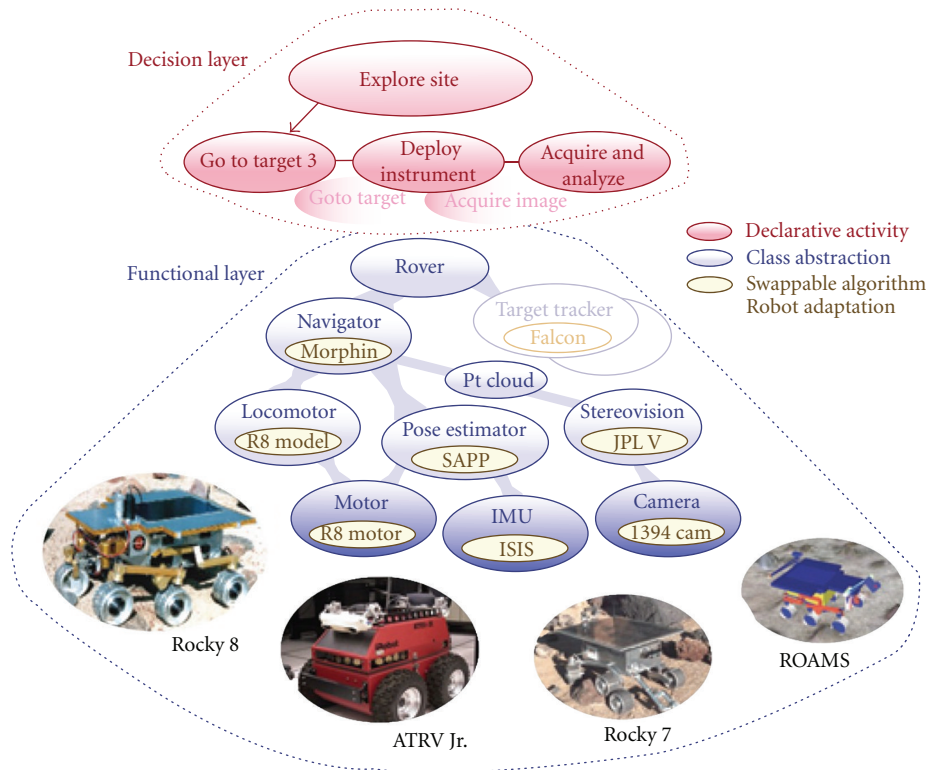 Decision layer
Explore site
Go to target 3
Deploy
instrument
Acquire and
analyze
Goto target
Acquire image
Declarative activity
Class abstraction
Swappable algorithm
Robot adaptation
Functional layer
Rover
Target tracker
Falcon
Navigator
Morphin
Pt cloud
Locomotor
R8 model
Pose estimator
SAPP
Stereovision
JPL V
Motor
R8 motor
IMU
ISIS
Camera
1394 cam
Rocky 8
ATRV Jr.
Rocky 7
ROAMS